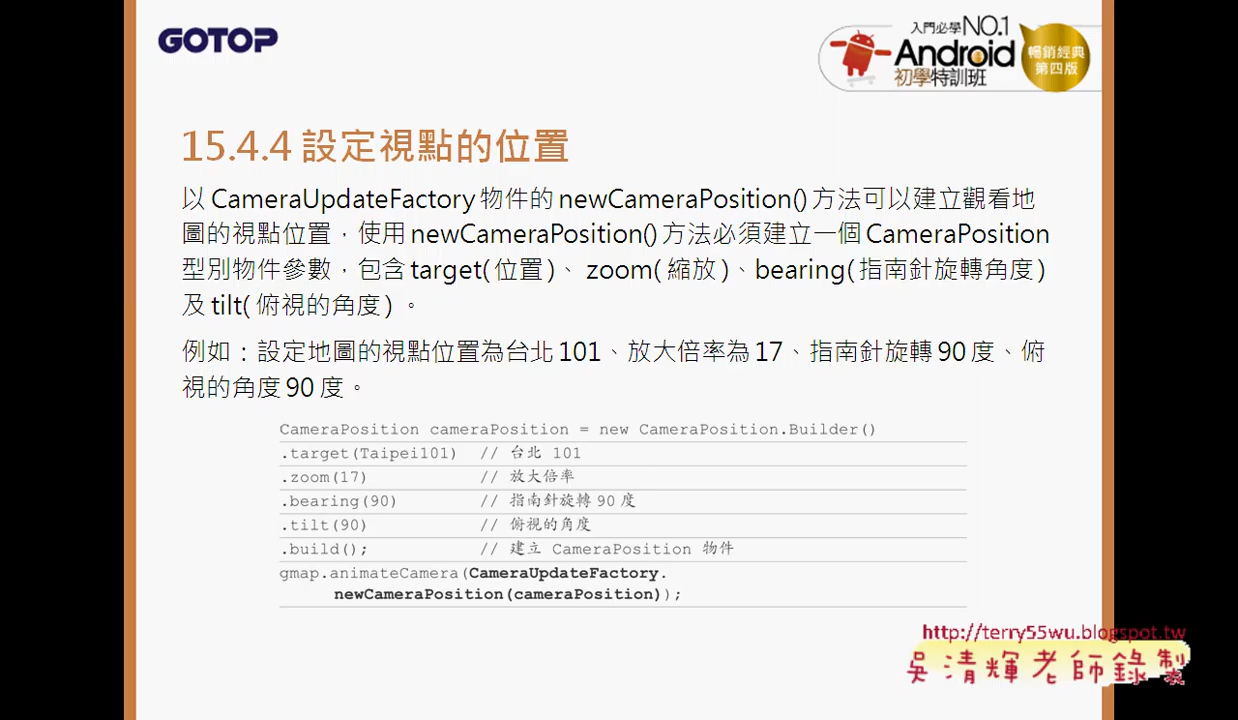 GOTOP
入門必學NO.1
Android
初學特訓班
暢銷經典
第四版
15.4.4 設定視點的位置
以 CameraUpdateFactory 物件的 newCameraPosition() 方法可以建立觀看地
圖的視點位置，使用 newCameraPosition() 方法必須建立一個 CameraPosition
型別物件參數，包含 target( 位置 )、 zoom( 縮放 )、bearing( 指南針旋轉角度 )
及 tilt( 俯視的角度 ) 。
例如：設定地圖的視點位置為台北 101、放大倍率為 17、指南針旋轉 90 度、俯
視的角度 90 度。
CameraPosition cameraPosition = new CameraPosition.Builder()
.target(Taipei101) // 台北 101
.zoom(17) // 放大倍率
.bearing(90) // 指南針旋轉 90 度
.tilt(90) // 俯視的角度
.build(); // 建立 CameraPosition 物件
gmap.animateCamera(CameraUpdateFactory.
newCameraPosition(cameraPosition));
http://terry55wu.blogspot.tw
吳清輝老師錄製